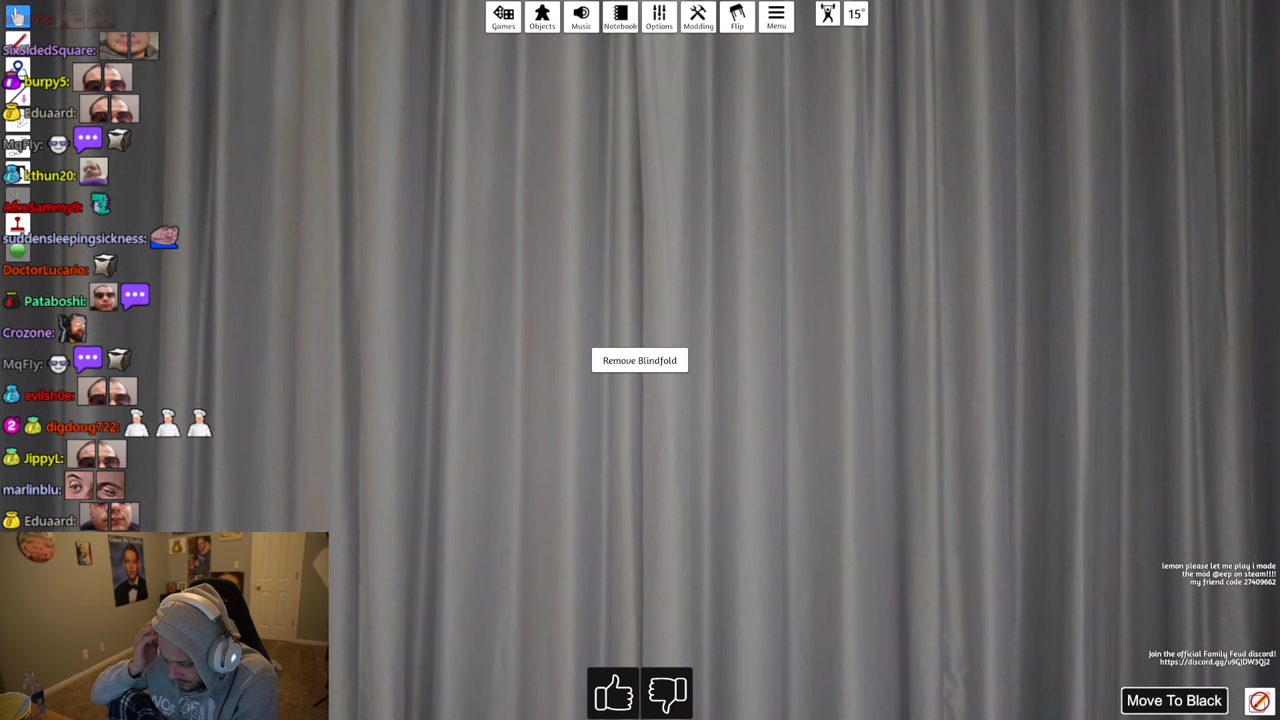 Games Objects Music Notebook Options Modding Flip Menu 15°
SixSidedSquare:
burpy5:
Eduaard:
MqFly:
kthun20:
AfroSammy9:
suddensleepingsickness:
DoctorLucario:
Pataboshi:
Crozone:
MqFly:
evilsh0e:
2 digdoug722:
JippyL:
marlinblu:
Eduaard:
Remove Blindfold
lemon please let me play i made
the mod @eep on steam!!!!
my friend code 27409662
Join the official Family Feud discord!
https://discord.gg/u9GJDW3Qj2
Move To Black